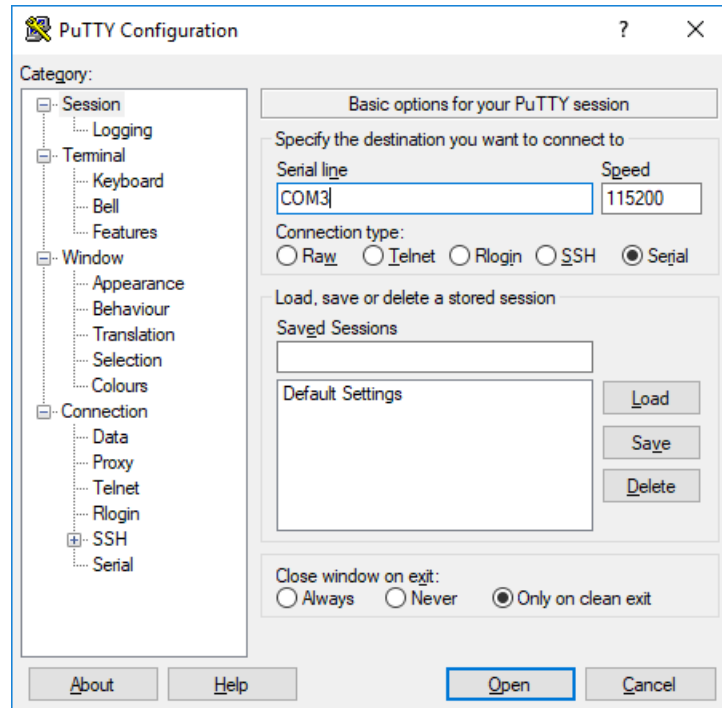 PuTTY Configuration
?
Category:
Session
Logging
Terminal
Keyboard
Bell
Features
Window
Appearance
Behaviour
Translation
Selection
Colours
Connection
Data
Proxy
Telnet
Rlogin
SSH
Serial
Basic options for your PuTTY session
Specify the destination you want to connect to
Serial line Speed
COM3 115200
Connection type:
Raw Telnet Rlogin SSH Serial
Load, save or delete a stored session
Saved Sessions
Default Settings
Load
Save
Delete
Close window on exit:
Always Never Only on clean exit
About Help Open Cancel